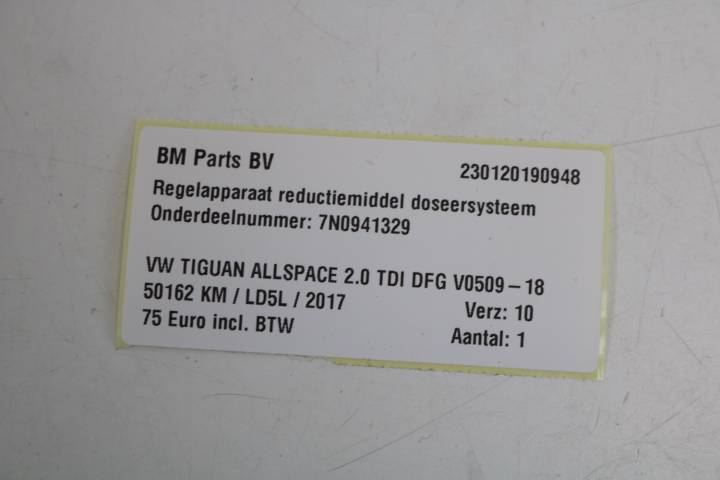 BM Parts BV 230120190948
Regelapparaat reductiemiddel doseersysteem
Onderdeelnummer: 7N0941329
VW TIGUAN ALLSPACE 2.0 TDI DFG V0509 – 18
50162 KM / LD5L / 2017 Verz: 10
75 Euro incl. BTW Aantal: 1